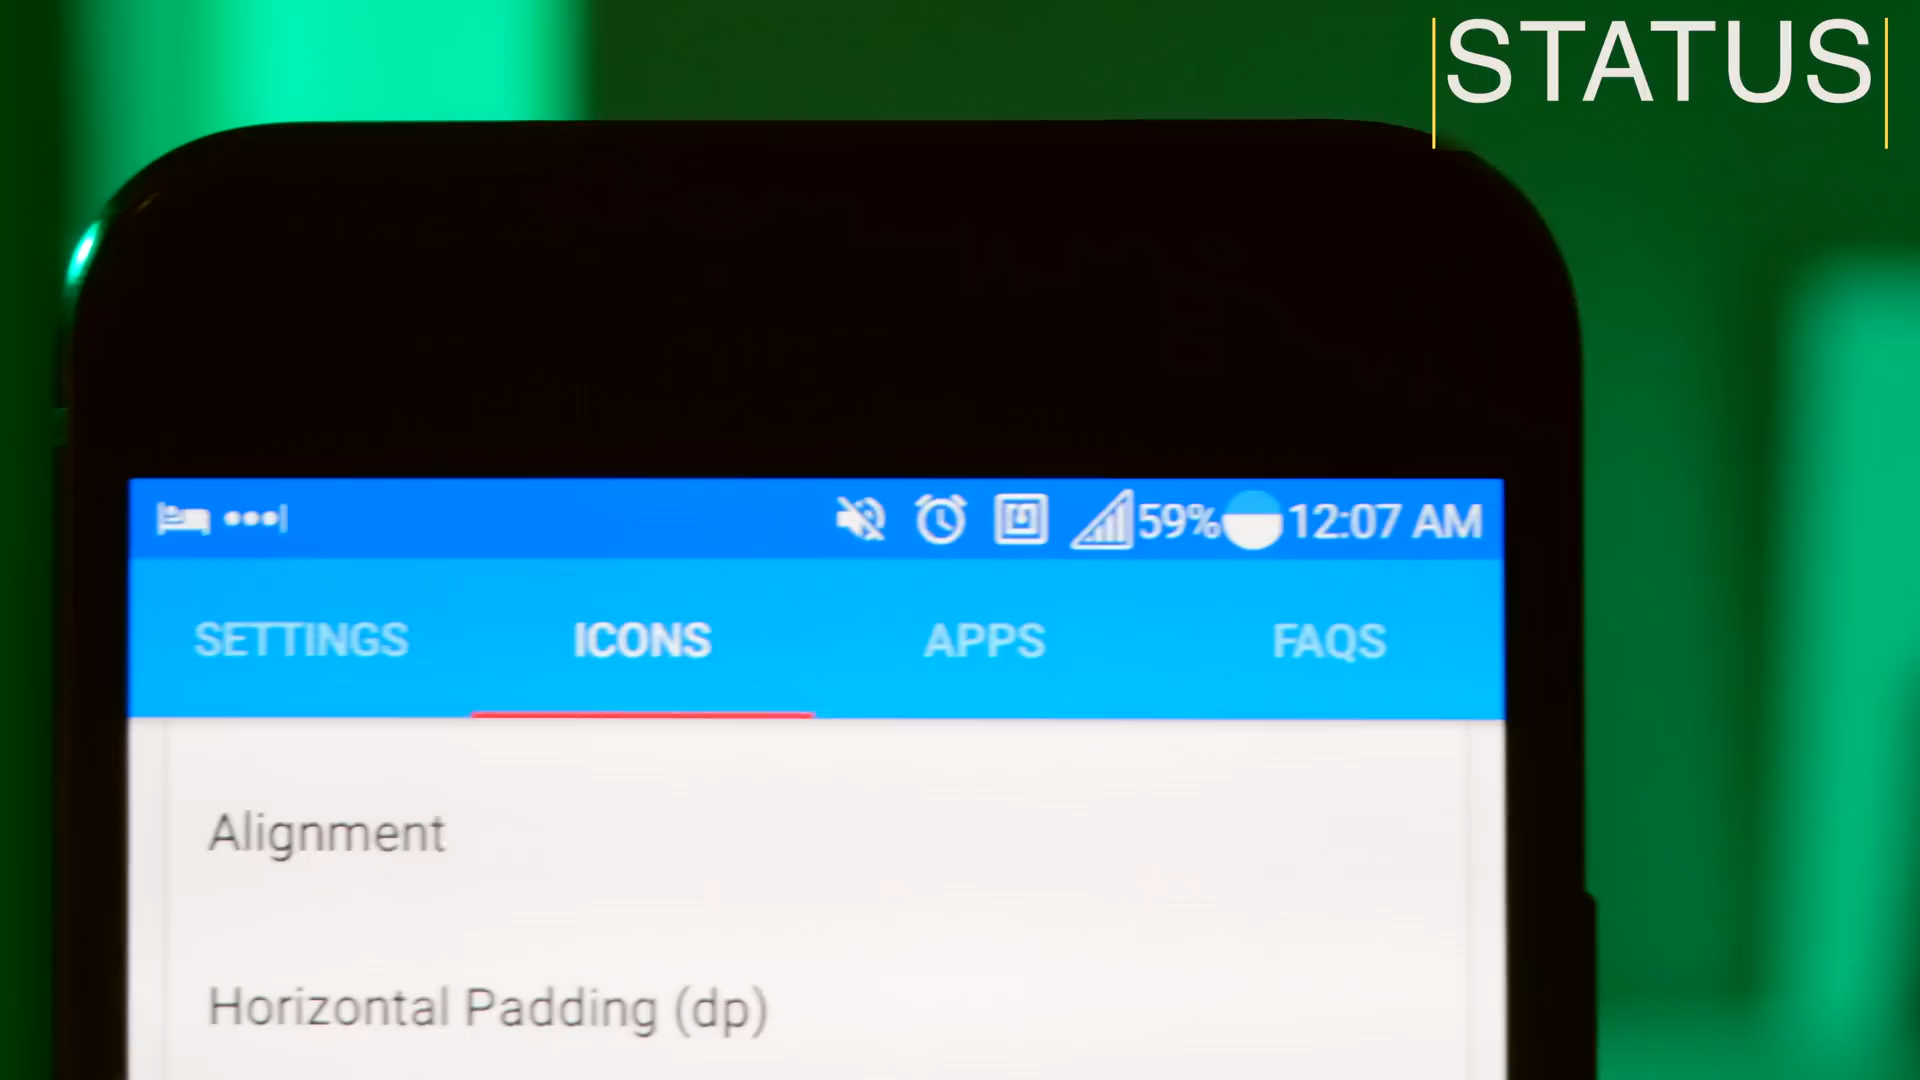 STATUS
59% 12:07 AM
SETTINGS ICONS APPS FAQS
Alignment
Horizontal Padding (dp)